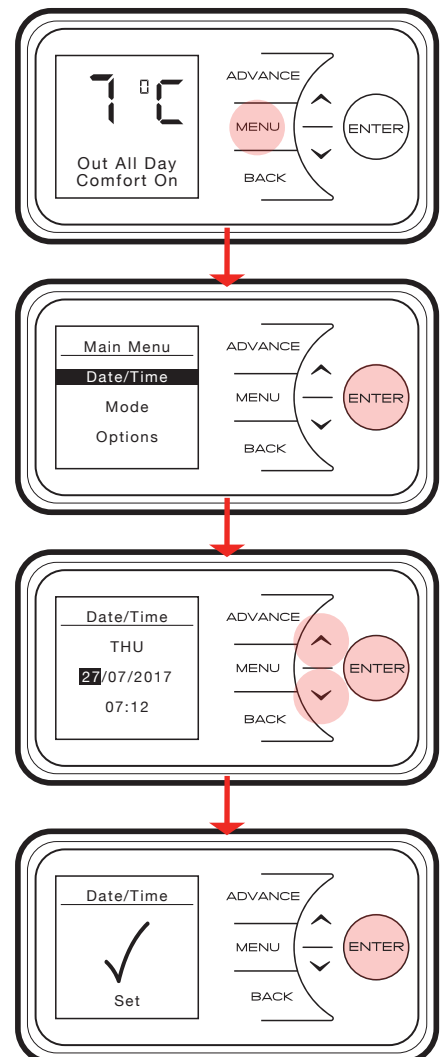 7 °C
Out All Day
Comfort On
ADVANCE
MENU
BACK
ENTER
Main Menu
Date/Time
Mode
Options
ADVANCE
MENU
BACK
ENTER
Date/Time
THU
27/07/2017
07:12
ADVANCE
MENU
BACK
ENTER
Date/Time
Set
ADVANCE
MENU
BACK
ENTER